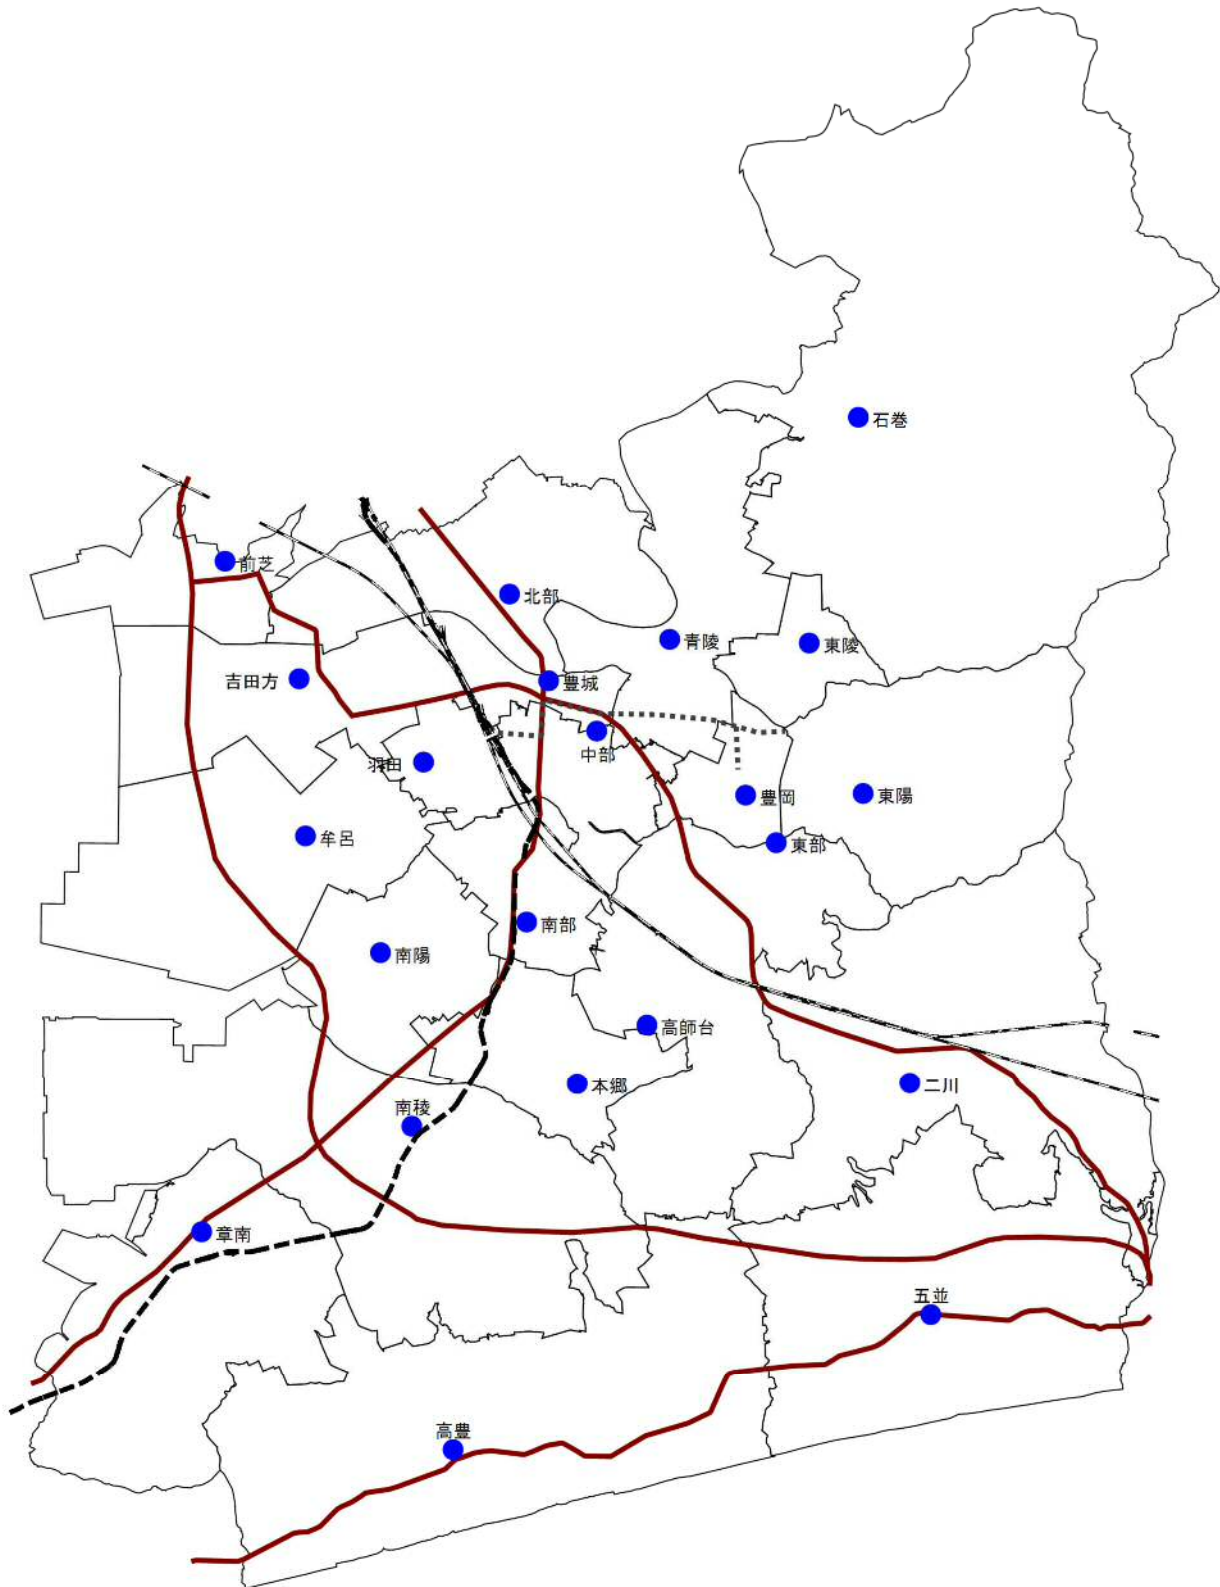 石巻
前芝
北部
青陵
東陵
吉田方
豊城
中部
羽田
豊岡
東陽
牟呂
東部
南部
南陽
高師台
本郷
二川
南稜
章南
五並
高豊